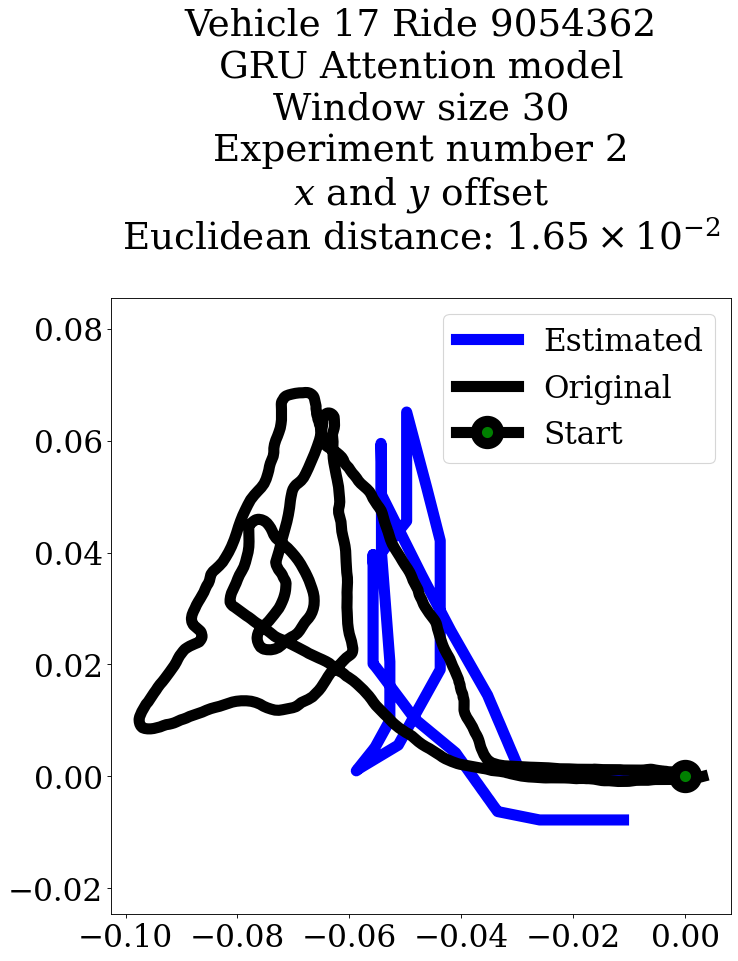 Vehicle 17 Ride 9054362
GRU Attention model
Window size 30
Experiment number 2
x and y offset
Euclidean distance: 1.65 × 10⁻²
Estimated
Original
Start
0.08
0.06
0.04
0.02
0.00
−0.02
−0.10 −0.08 −0.06 −0.04 −0.02 0.00